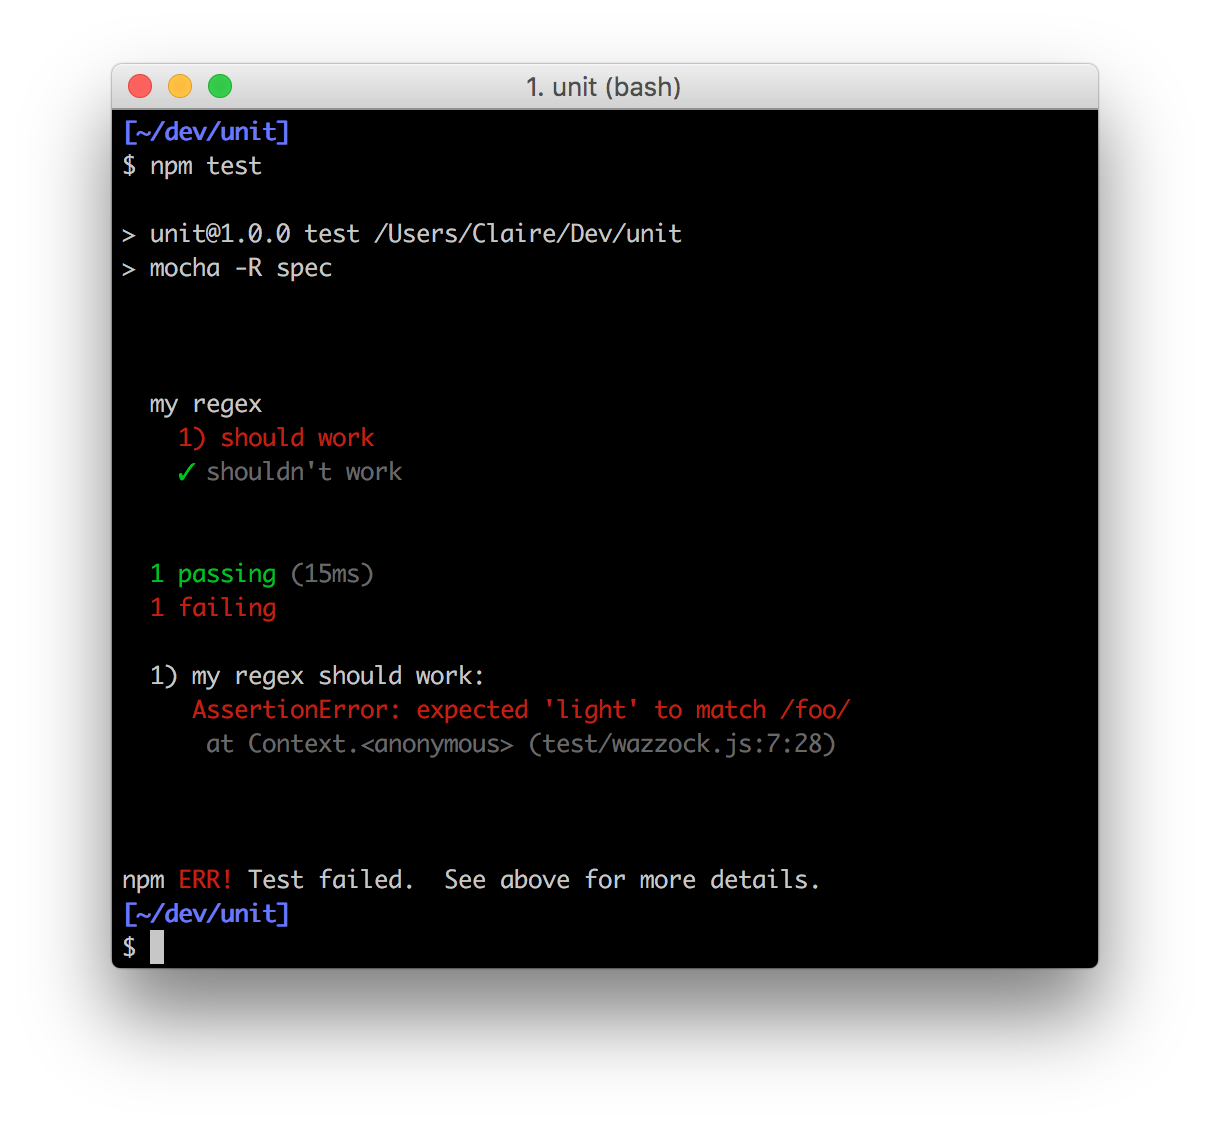 1. unit (bash)
[~/dev/unit]
$ npm test
> unit@1.0.0 test /Users/Claire/Dev/unit
> mocha -R spec
my regex
1) should work
✓ shouldn't work
1 passing (15ms)
1 failing
1) my regex should work:
AssertionError: expected 'light' to match /foo/
at Context.<anonymous> (test/wazzock.js:7:28)
npm ERR! Test failed.  See above for more details.
[~/dev/unit]
$